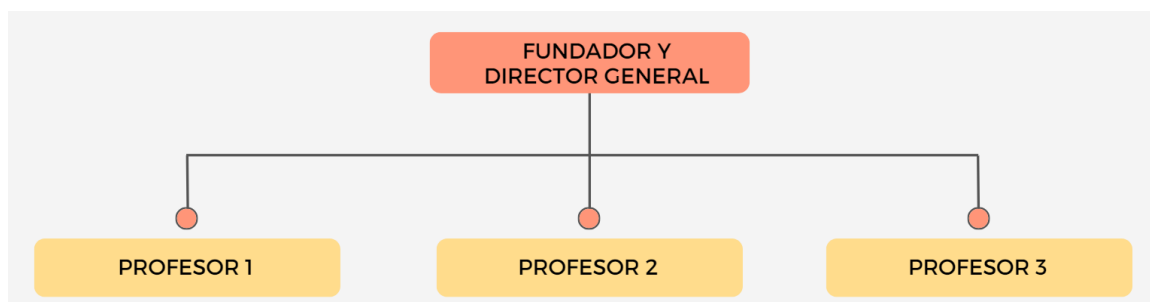 FUNDADOR Y
DIRECTOR GENERAL
PROFESOR 1
PROFESOR 2
PROFESOR 3